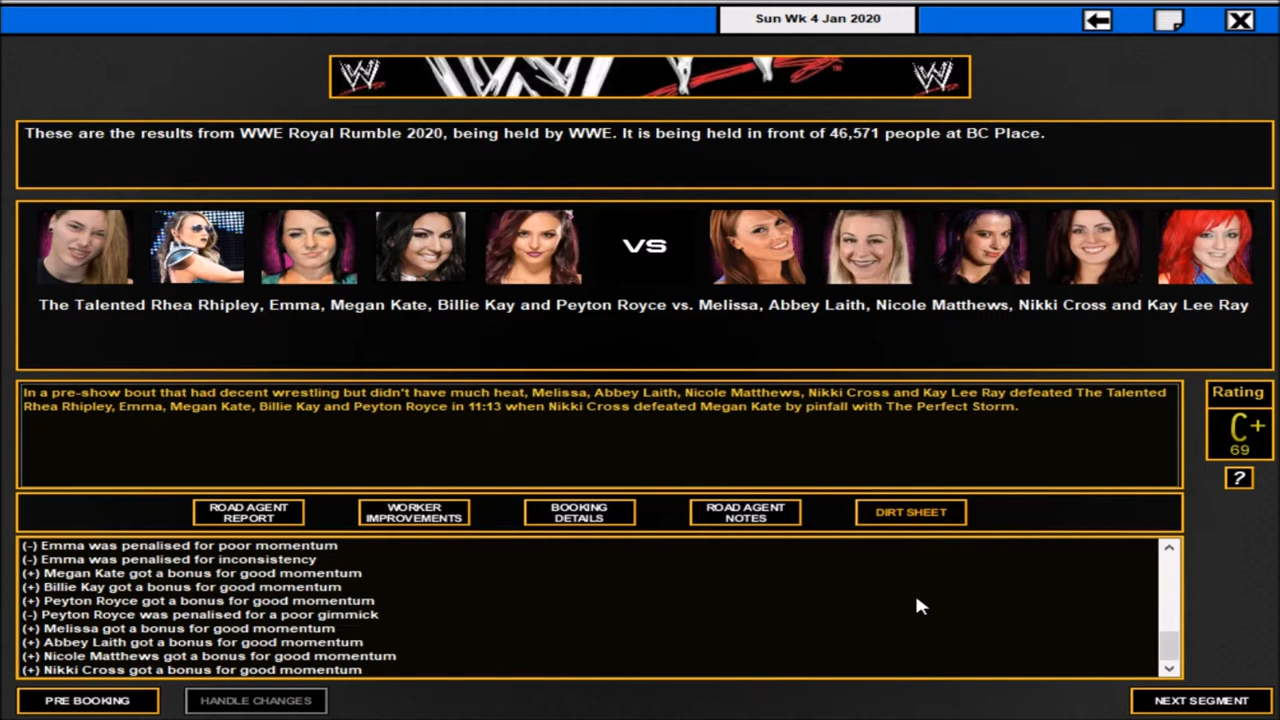 Sun Wk 4 Jan 2020
These are the results from WWE Royal Rumble 2020, being held by WWE. It is being held in front of 46,571 people at BC Place.
VS
The Talented Rhea Rhipley, Emma, Megan Kate, Billie Kay and Peyton Royce vs. Melissa, Abbey Laith, Nicole Matthews, Nikki Cross and Kay Lee Ray
In a pre-show bout that had decent wrestling but didn't have much heat, Melissa, Abbey Laith, Nicole Matthews, Nikki Cross and Kay Lee Ray defeated The Talented
Rhea Rhipley, Emma, Megan Kate, Billie Kay and Peyton Royce in 11:13 when Nikki Cross defeated Megan Kate by pinfall with The Perfect Storm.
Rating
C+
69
?
ROAD AGENT
REPORT
WORKER
IMPROVEMENTS
BOOKING
DETAILS
ROAD AGENT
NOTES
DIRT SHEET
(-) Emma was penalised for poor momentum
(-) Emma was penalised for inconsistency
(+) Megan Kate got a bonus for good momentum
(+) Billie Kay got a bonus for good momentum
(+) Peyton Royce got a bonus for good momentum
(-) Peyton Royce was penalised for a poor gimmick
(+) Melissa got a bonus for good momentum
(+) Abbey Laith got a bonus for good momentum
(+) Nicole Matthews got a bonus for good momentum
(+) Nikki Cross got a bonus for good momentum
PRE BOOKING
HANDLE CHANGES
NEXT SEGMENT